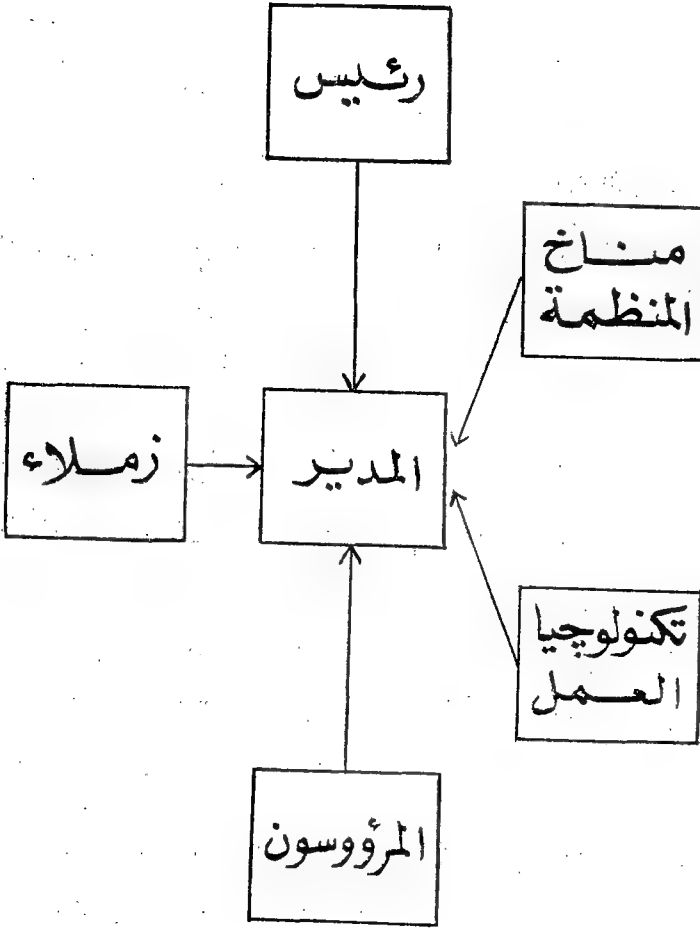 رئيس
مناخ
المنظمة
زملاء
المدير
تكنولوجيا
العمل
المرؤوسون